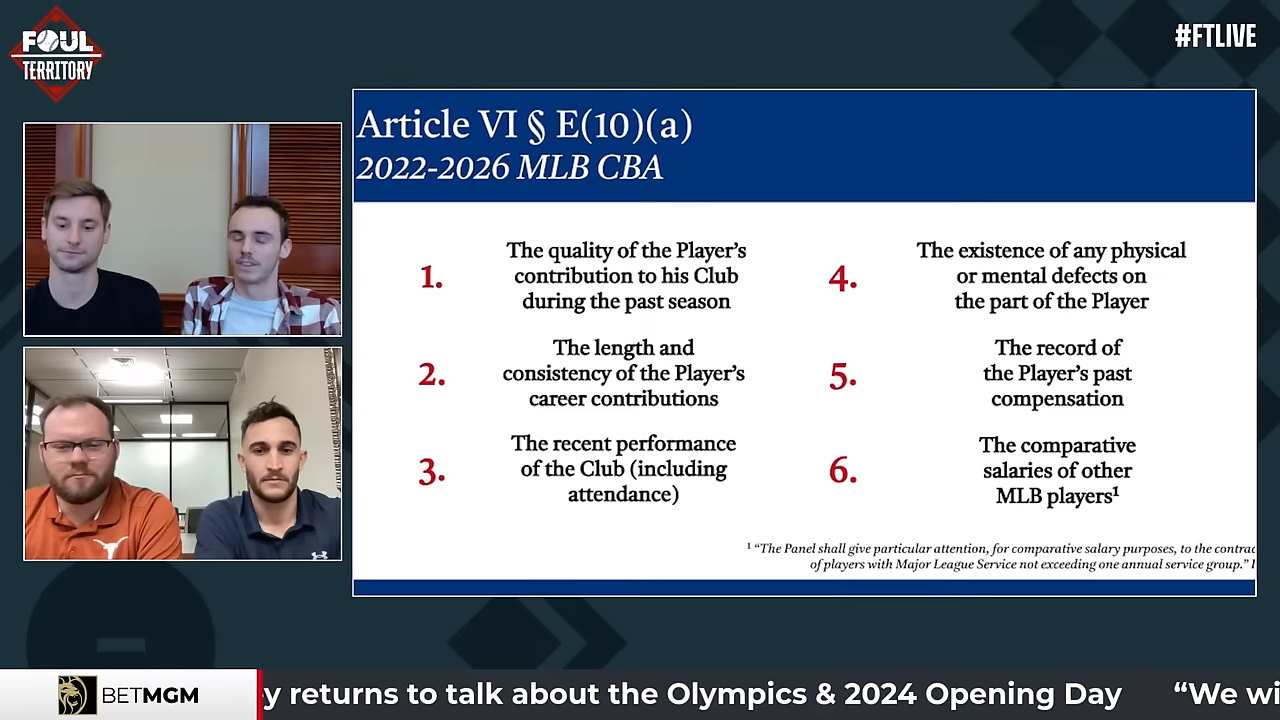 FOUL
TERRITORY
#FTLIVE
Article VI § E(10)(a)
2022-2026 MLB CBA
1.
The quality of the Player’s
contribution to his Club
during the past season
2.
The length and
consistency of the Player’s
career contributions
3.
The recent performance
of the Club (including
attendance)
4.
The existence of any physical
or mental defects on
the part of the Player
5.
The record of
the Player’s past
compensation
6.
The comparative
salaries of other
MLB players¹
¹ “The Panel shall give particular attention, for comparative salary purposes, to the contrac
of players with Major League Service not exceeding one annual service group.” I
BETMGM
y returns to talk about the Olympics & 2024 Opening Day “We wi